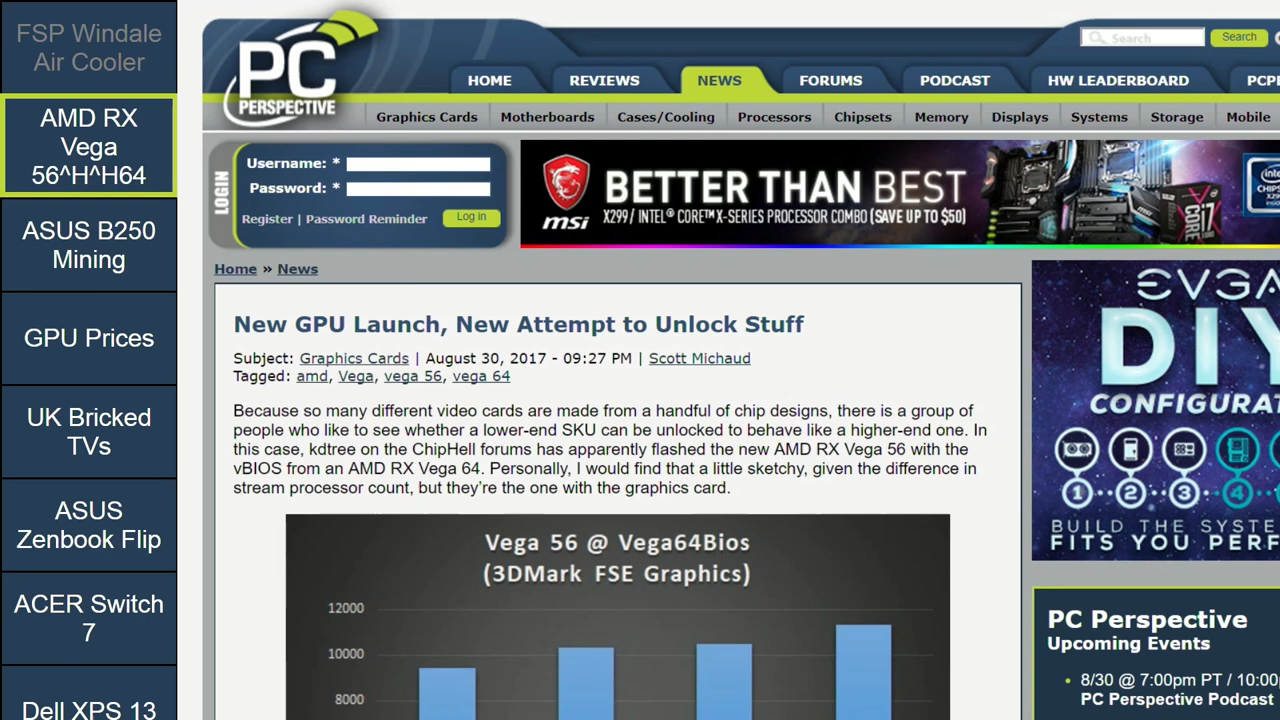 FSP Windale
Air Cooler
AMD RX
Vega
56^H^H64
ASUS B250
Mining
GPU Prices
UK Bricked
TVs
ASUS
Zenbook Flip
ACER Switch
7
Dell XPS 13
PC
PERSPECTIVE
Search
Search
HOME
REVIEWS
NEWS
FORUMS
PODCAST
HW LEADERBOARD
PCP
Graphics Cards
Motherboards
Cases/Cooling
Processors
Chipsets
Memory
Displays
Systems
Storage
Mobile
LOGIN
Username: *
Password: *
Register | Password Reminder
Log in
msi
BETTER THAN BEST
X299/ INTEL® CORE™ X-SERIES PROCESSOR COMBO (SAVE UP TO $50)
Home » News
New GPU Launch, New Attempt to Unlock Stuff
Subject: Graphics Cards | August 30, 2017 - 09:27 PM | Scott Michaud
Tagged: amd, Vega, vega 56, vega 64
Because so many different video cards are made from a handful of chip designs, there is a group of
people who like to see whether a lower-end SKU can be unlocked to behave like a higher-end one. In
this case, kdtree on the ChipHell forums has apparently flashed the new AMD RX Vega 56 with the
vBIOS from an AMD RX Vega 64. Personally, I would find that a little sketchy, given the difference in
stream processor count, but they're the one with the graphics card.
Vega 56 @ Vega64Bios
(3DMark FSE Graphics)
12000
10000
8000
EVGA
DIY
CONFIGURAT
1 2 3 4
BUILD THE SYSTE
FITS YOU PERF
PC Perspective
Upcoming Events
• 8/30 @ 7:00pm PT / 10:00
PC Perspective Podcast